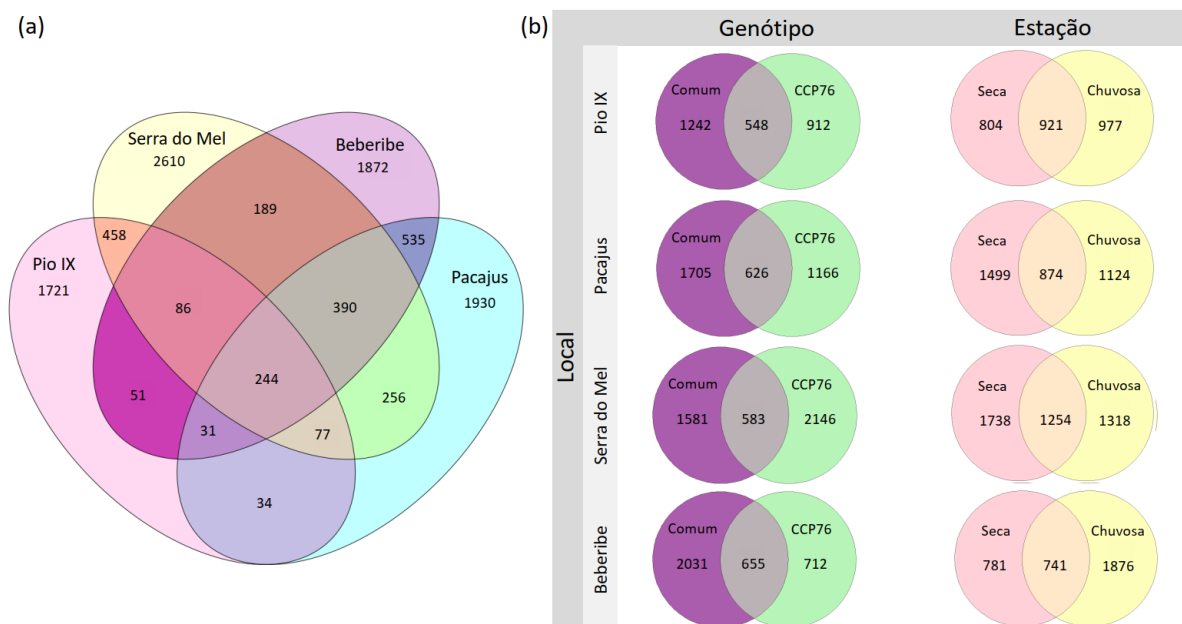 (a)
Serra do Mel
2610
Beberibe
1872
189
458
535
Pio IX
1721
Pacajus
1930
86
390
244
51
256
31
77
34
(b)
Genótipo
Estação
Local
Pio IX
Comum
1242
548
CCP76
912
Seca
804
921
Chuvosa
977
Pacajus
Comum
1705
626
CCP76
1166
Seca
1499
874
Chuvosa
1124
Serra do Mel
Comum
1581
583
CCP76
2146
Seca
1738
1254
Chuvosa
1318
Beberibe
Comum
2031
655
CCP76
712
Seca
781
741
Chuvosa
1876